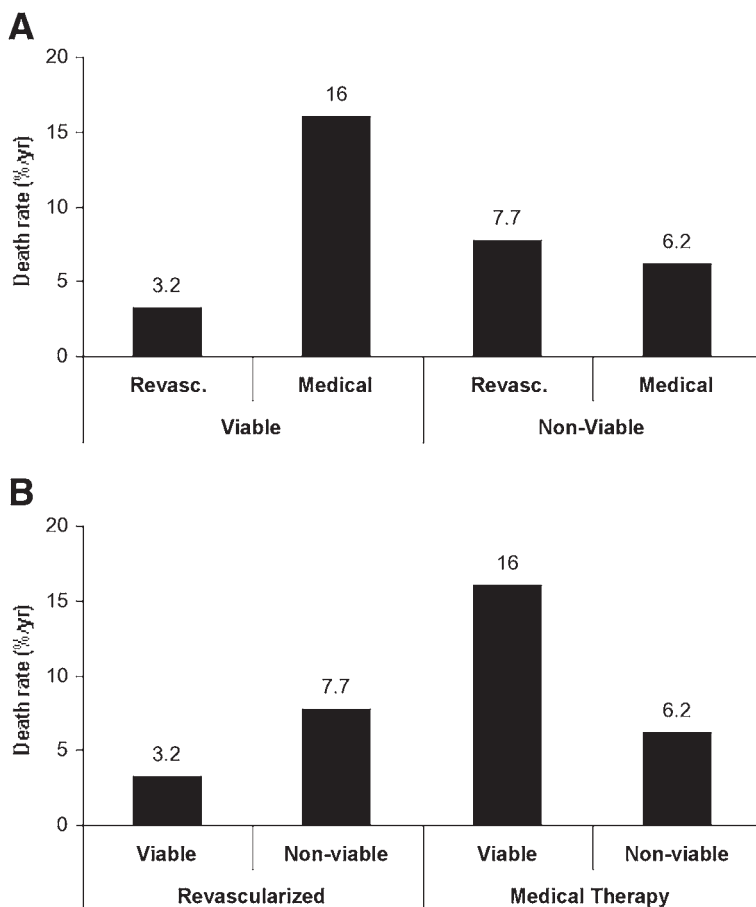 A
Death rate (%/yr)
20
15
10
5
0
3.2
16
7.7
6.2
Revasc. Medical Revasc. Medical
Viable Non-Viable
B
Death rate (%/yr)
20
15
10
5
0
3.2
7.7
16
6.2
Viable Non-viable Viable Non-viable
Revascularized Medical Therapy